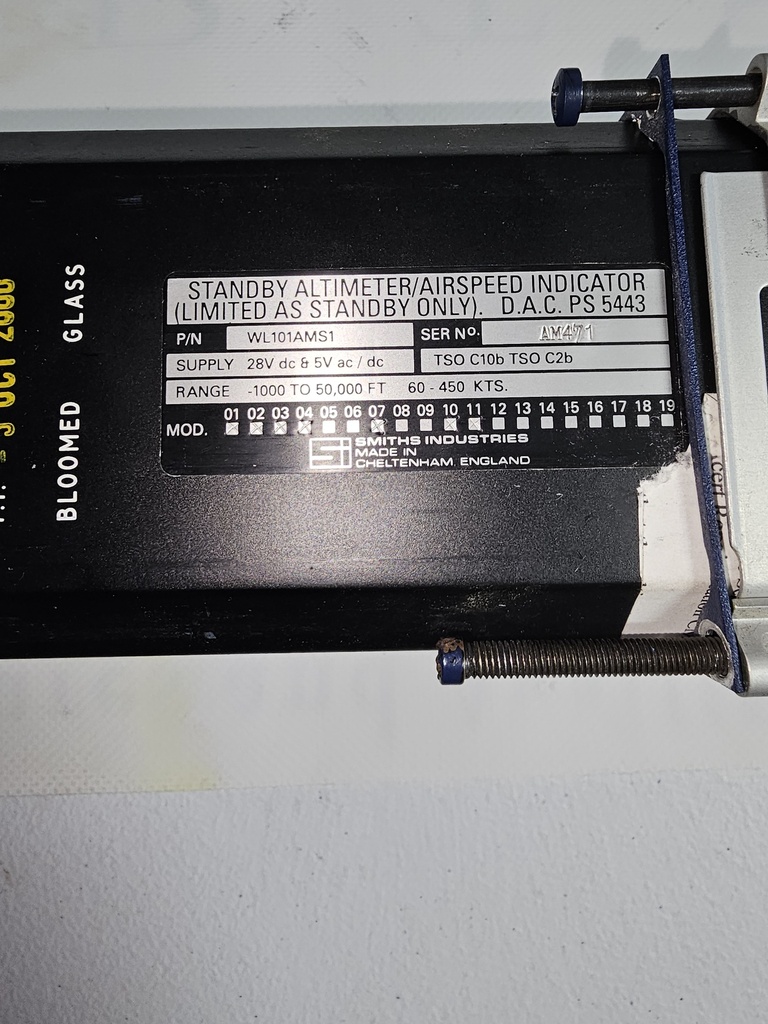 STANDBY ALTIMETER/AIRSPEED INDICATOR
(LIMITED AS STANDBY ONLY). D.A.C. PS 5443
P/N WL101AMS1 SER Nº. AM471
SUPPLY 28V dc & 5V ac / dc TSO C10b TSO C2b
RANGE -1000 TO 50,000 FT 60 - 450 KTS.
01 02 03 04 05 06 07 08 09 10 11 12 13 14 15 16 17 18 19
MOD.
Si SMITHS INDUSTRIES
MADE IN
CHELTENHAM, ENGLAND
BLOOMED GLASS
OCT